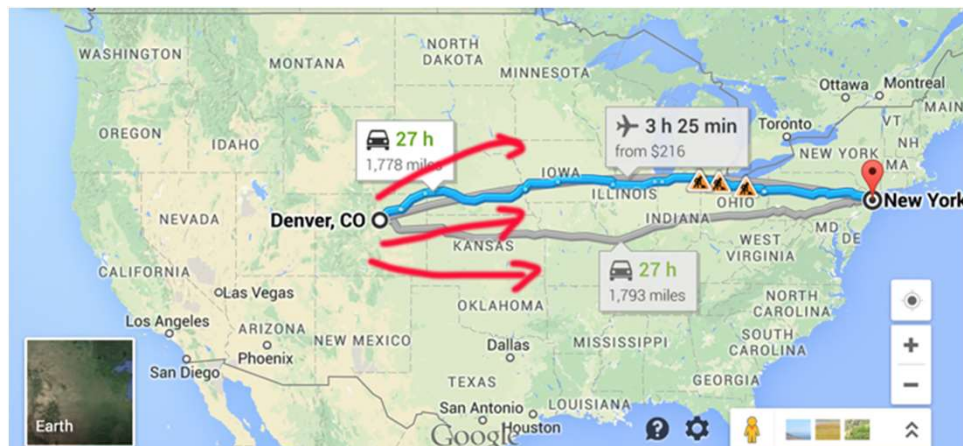 WASHINGTON
MONTANA
NORTH
DAKOTA
MINNESOTA
Ottawa
Montreal
MAIN
VT
NH
OREGON
IDAHO
27 h
1,778 miles
3 h 25 min
from $216
Toronto
NEW YORK
MA
IOWA
ILLINOIS
OHIO
New York
Denver, CO
NEVADA
INDIANA
KANSAS
MD
DE
WEST
VIRGINIA
27 h
1,793 miles
CALIFORNIA
Las Vegas
OKLAHOMA
NORTH
CAROLINA
Los Angeles
ARIZONA
NEW MEXICO
Phoenix
San Diego
Dallas
MISSISSIPPI
SOUTH
CAROLINA
TEXAS
GEORGIA
San Antonio
LOUISIANA
Houston
Google
Earth